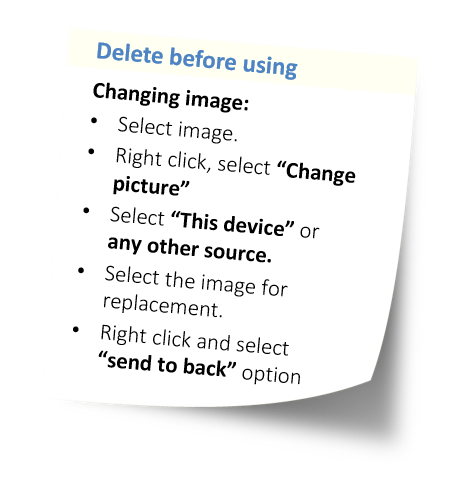 Delete before using
Changing image:
• Select image.
• Right click, select “Change
picture”
• Select “This device” or
any other source.
• Select the image for
replacement.
• Right click and select
“send to back” option